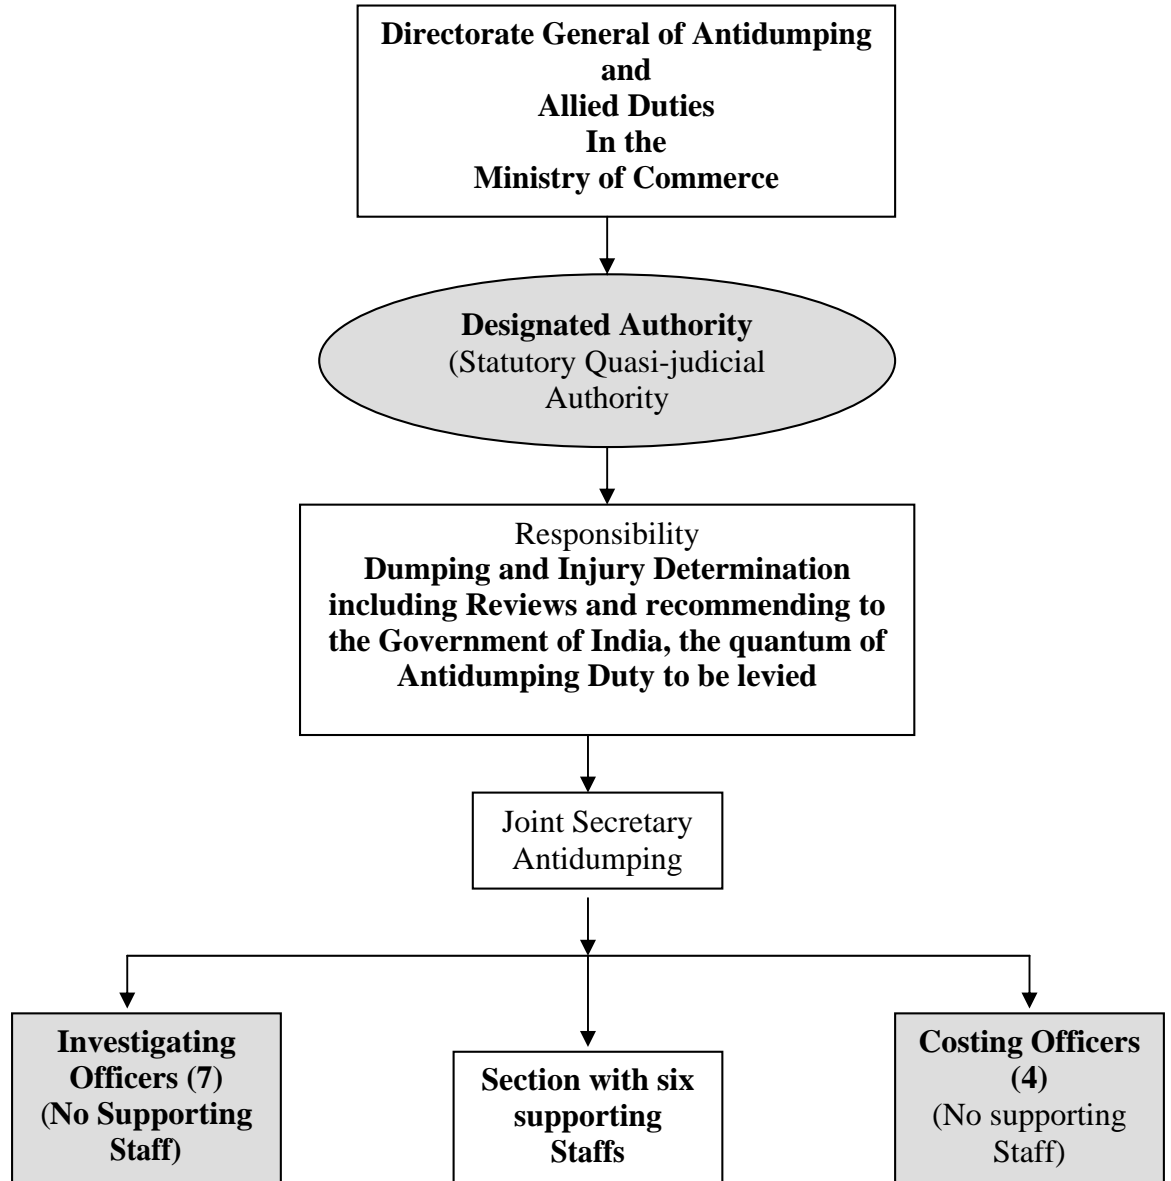 Directorate General of Antidumping
and
Allied Duties
In the
Ministry of Commerce
Designated Authority
(Statutory Quasi-judicial
Authority
Responsibility
Dumping and Injury Determination
including Reviews and recommending to
the Government of India, the quantum of
Antidumping Duty to be levied
Joint Secretary
Antidumping
Investigating
Officers (7)
(No Supporting
Staff)
Section with six
supporting
Staffs
Costing Officers
(4)
(No supporting
Staff)